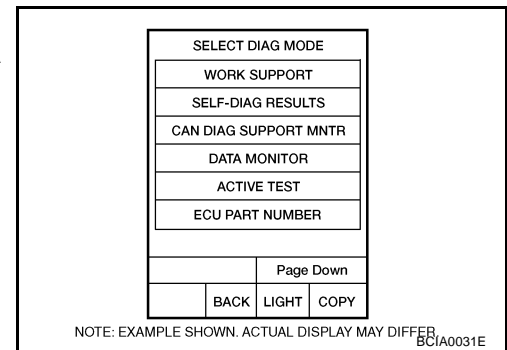 SELECT DIAG MODE
WORK SUPPORT
SELF-DIAG RESULTS
CAN DIAG SUPPORT MNTR
DATA MONITOR
ACTIVE TEST
ECU PART NUMBER
Page Down
BACK LIGHT COPY
NOTE: EXAMPLE SHOWN. ACTUAL DISPLAY MAY DIFFER.
BCIA0031E